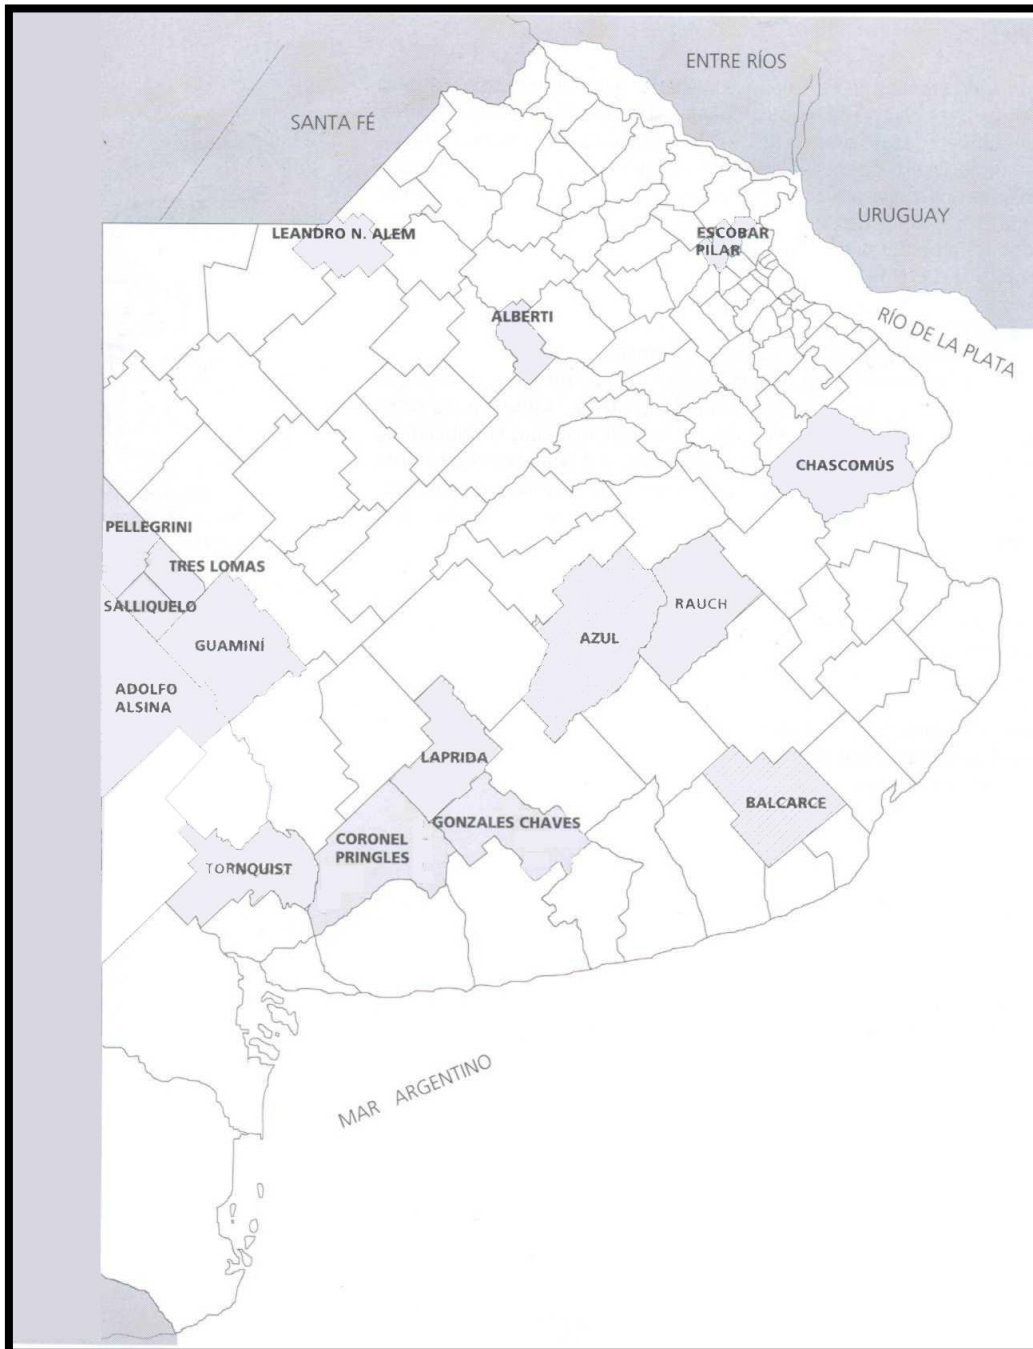 ENTRE RÍOS
SANTA FÉ
URUGUAY
LEANDRO N. ALEM
ESCOBAR
PILAR
ALBERTI
RÍO DE LA PLATA
CHASCOMÚS
PELLEGRINI
TRES LOMAS
SALLIQUELO
RAUCH
GUAMINÍ
AZUL
ADOLFO
ALSINA
LAPRIDA
BALCARCE
GONZALES CHAVES
CORONEL
PRINGLES
TORNQUIST
MAR ARGENTINO